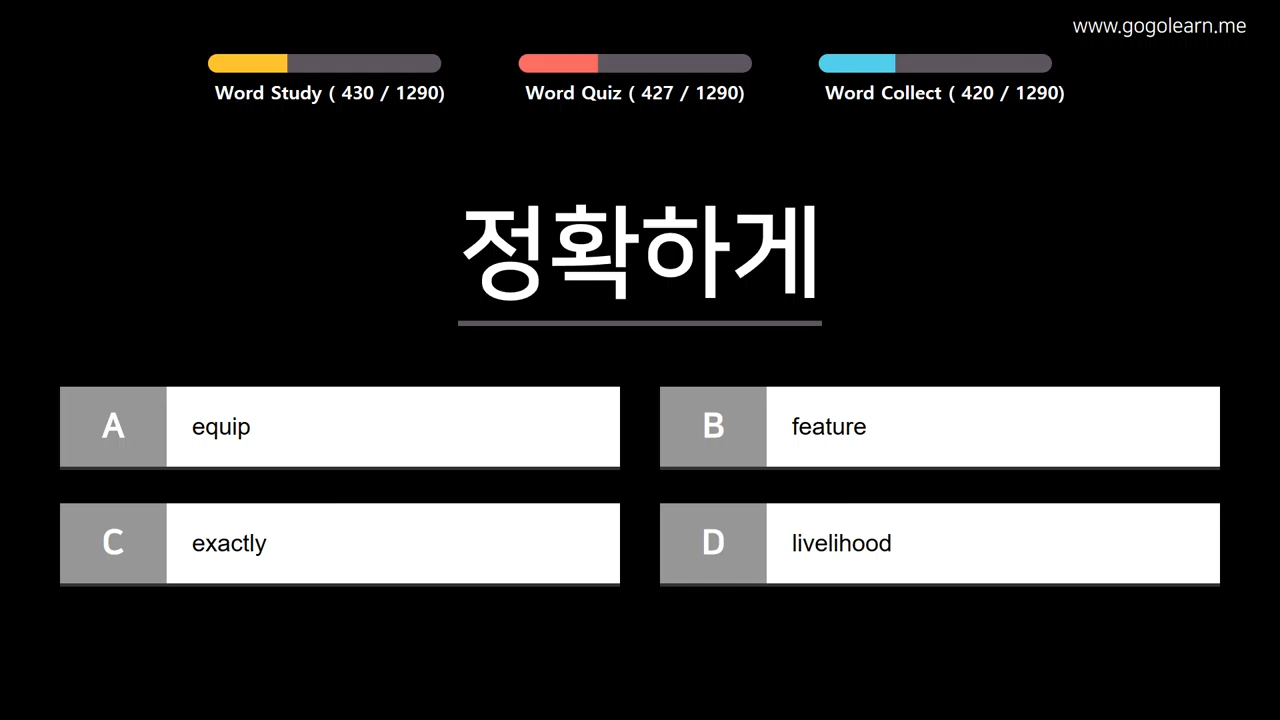 www.gogolearn.me
Word Study ( 430 / 1290)
Word Quiz ( 427 / 1290)
Word Collect ( 420 / 1290)
정확하게
A
equip
B
feature
C
exactly
D
livelihood